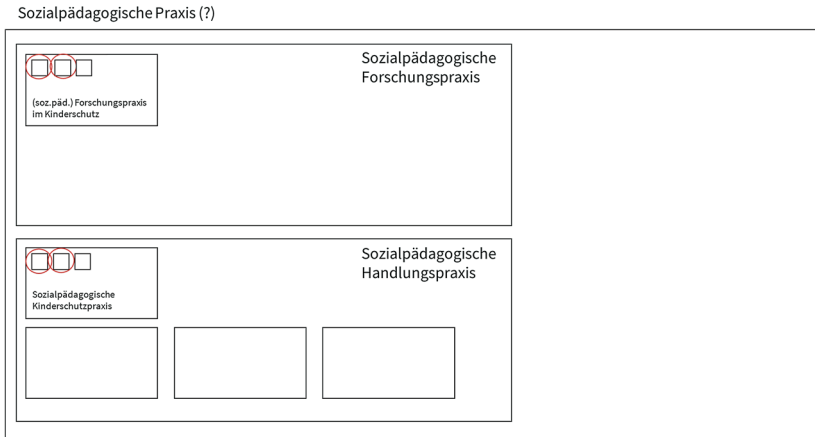 Sozialpädagogische Praxis (?)
Sozialpädagogische
Forschungspraxis
(soz.päd.) Forschungspraxis
im Kinderschutz
Sozialpädagogische
Handlungspraxis
Sozialpädagogische
Kinderschutzpraxis